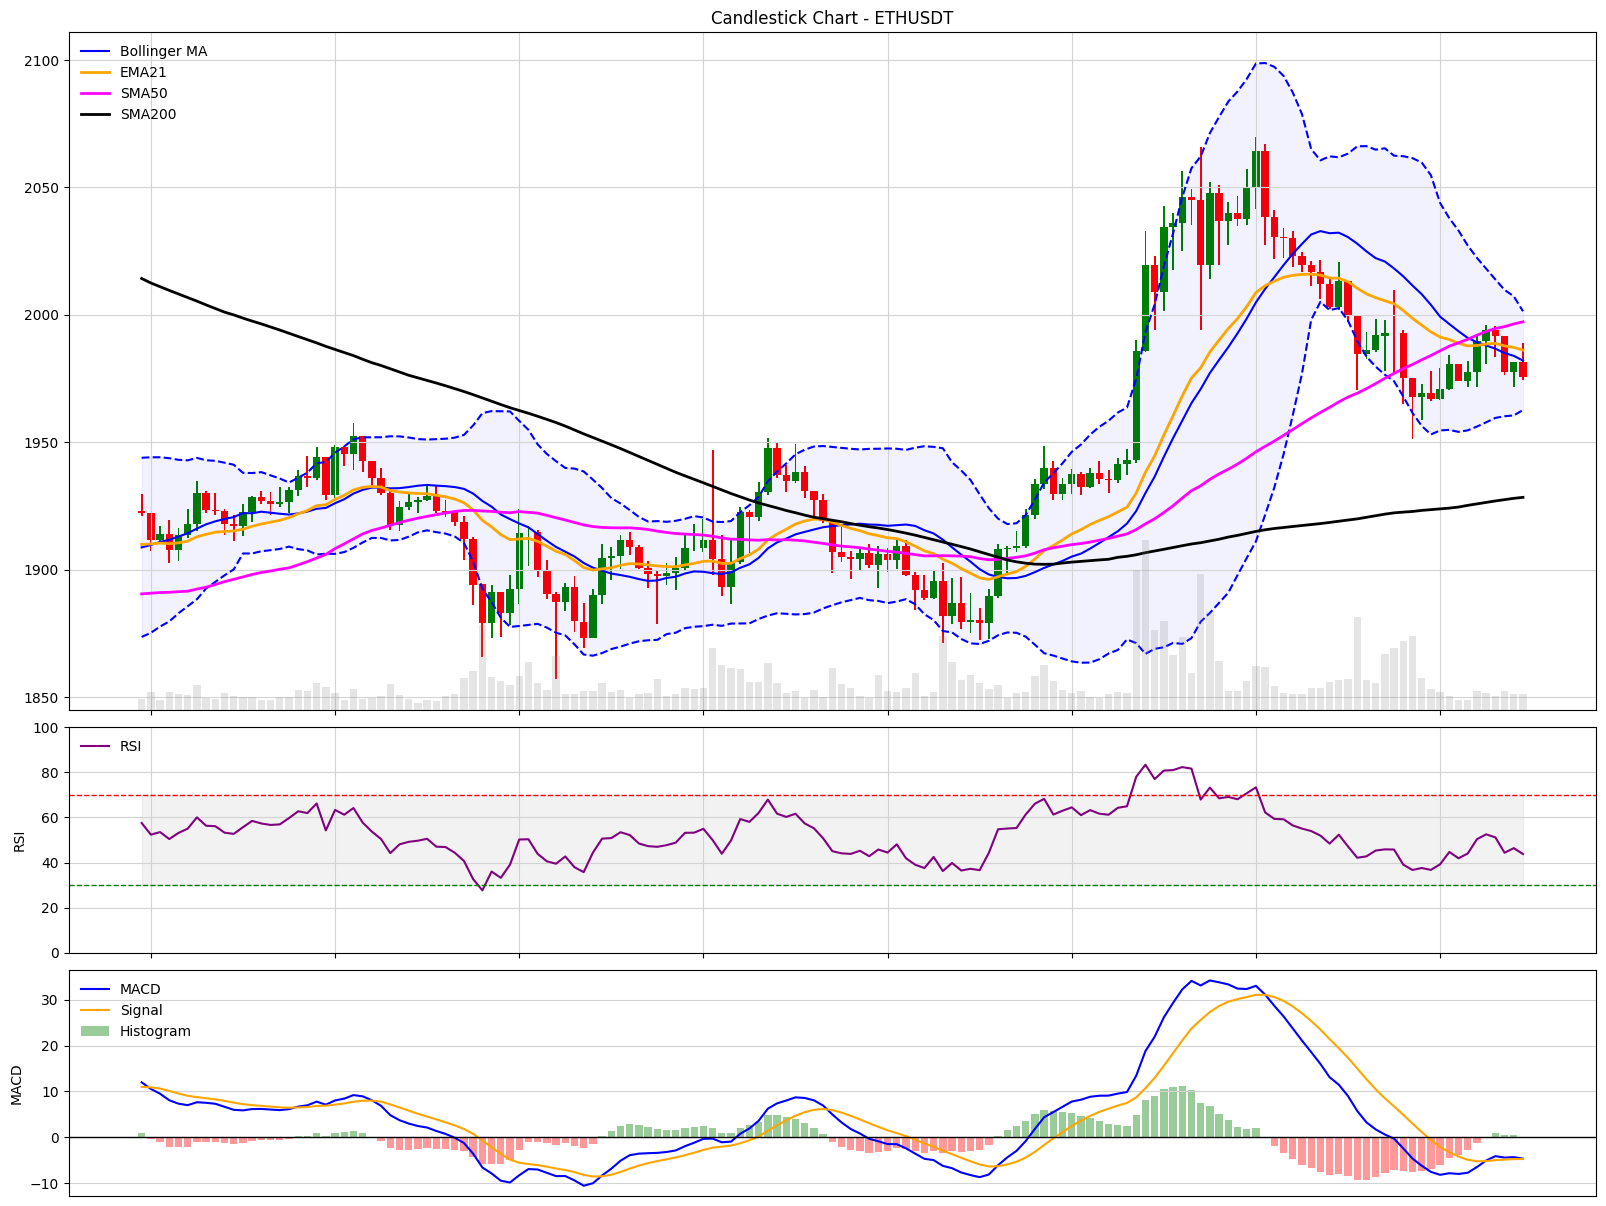 Candlestick Chart - ETHUSDT
Bollinger MA
EMA21
SMA50
SMA200
2100
2050
2000
1950
1900
1850
RSI
100
80
60
40
20
0
RSI
MACD
Signal
Histogram
30
20
10
0
−10
MACD